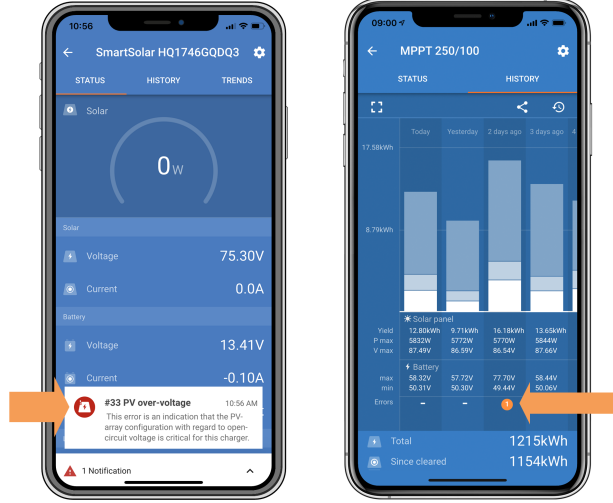 10:56
SmartSolar HQ1746GQDQ3
STATUS HISTORY TRENDS
Solar
0W
Solar
Voltage 75.30V
Current 0.0A
Battery
Voltage 13.41V
Current -0.10A
#33 PV over-voltage 10:56 AM
This error is an indication that the PV-
array configuration with regard to open-
circuit voltage is critical for this charger.
1 Notification
09:00
MPPT 250/100
STATUS HISTORY
Today Yesterday 2 days ago 3 days ago 4
17.58kWh
8.79kWh
Solar panel
Yield 12.80kWh 9.71kWh 16.18kWh 13.65kWh
P max 5832W 5772W 5770W 5844W
V max 87.49V 86.59V 86.54V 87.66V
Battery
max 58.32V 57.72V 77.70V 58.44V
min 50.31V 50.30V 49.44V 50.06V
Errors – – 1
Total 1215kWh
Since cleared 1154kWh